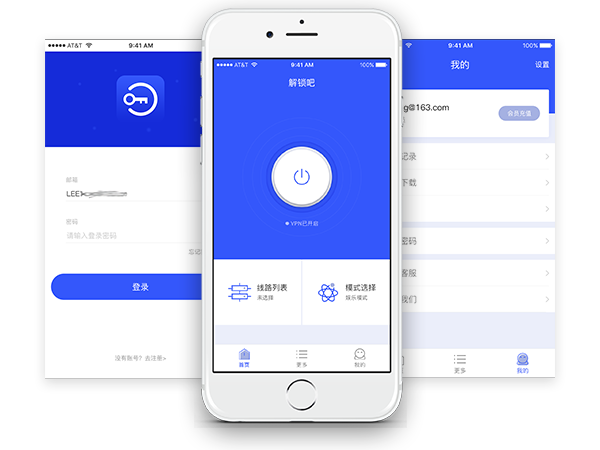 AT&T
9:41 AM
邮箱
LEE
密码
请输入登录密码
忘记
登录
没有账号？去注册>
AT&T
9:41 AM
100%
解锁吧
VPN已开启
线路列表
未选择
模式选择
娱乐模式
首页
更多
我的
9:41 AM
100%
我的
设置
g@163.com
会员充值
记录
下载
密码
客服
我们
更多
我的